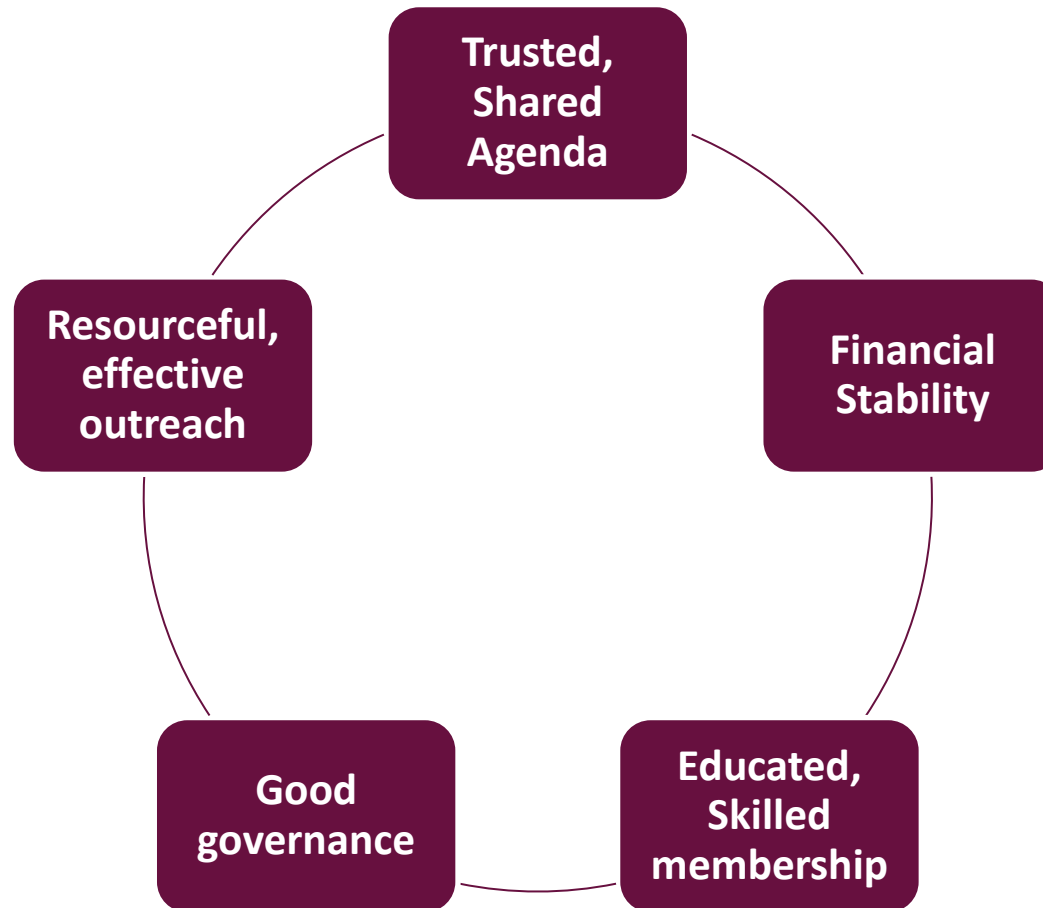 Trusted,
Shared
Agenda
Financial
Stability
Educated,
Skilled
membership
Good
governance
Resourceful,
effective
outreach